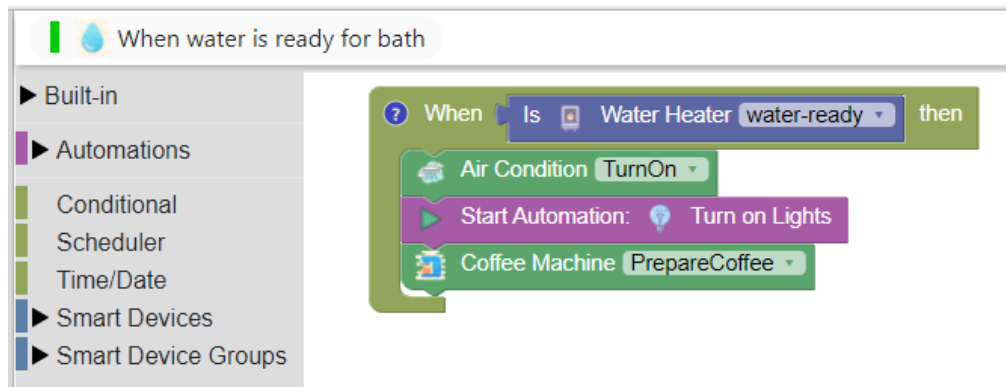 When water is ready for bath
Built-in
Automations
Conditional
Scheduler
Time/Date
Smart Devices
Smart Device Groups
? When Is Water Heater water-ready then
Air Condition TurnOn
Start Automation: Turn on Lights
Coffee Machine PrepareCoffee